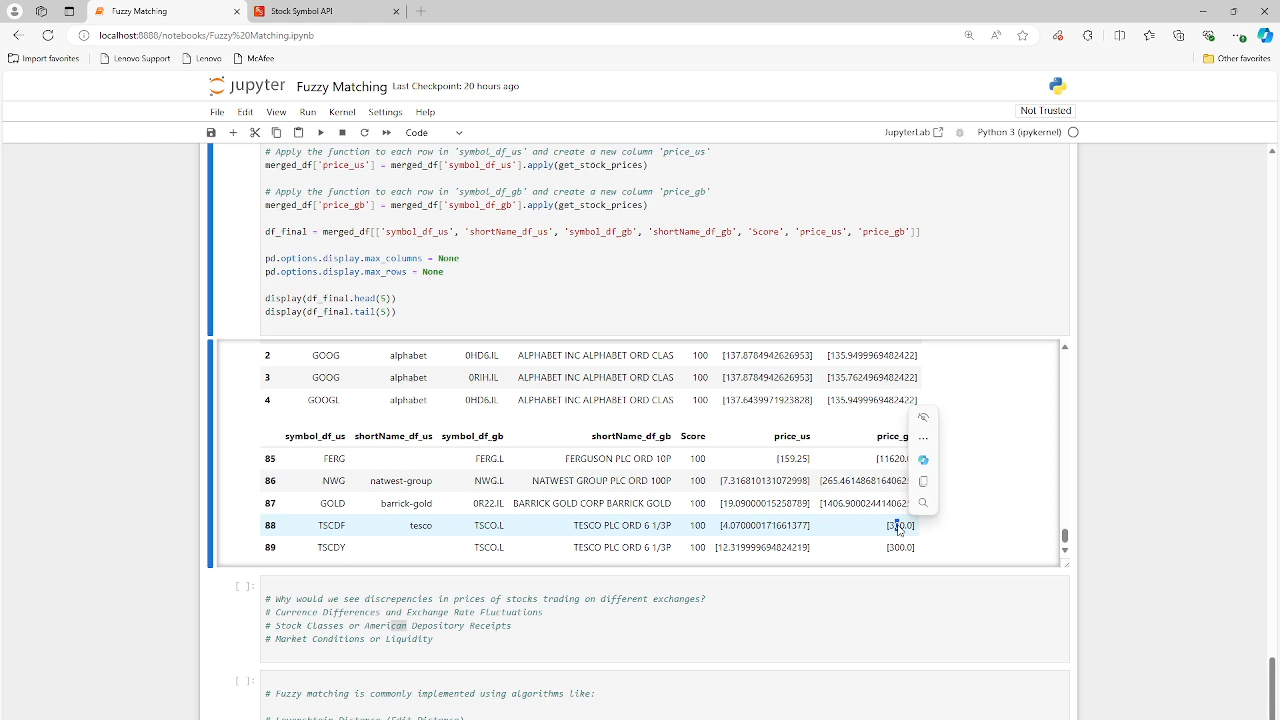 Fuzzy Matching
Stock Symbol API
localhost:8888/notebooks/Fuzzy%20Matching.ipynb
Import favorites
Lenovo Support
Lenovo
McAfee
Other favorites
jupyter Fuzzy Matching Last Checkpoint: 20 hours ago
File Edit View Run Kernel Settings Help
Not Trusted
Code
JupyterLab
Python 3 (ipykernel)
# Apply the function to each row in 'symbol_df_us' and create a new column 'price_us'
merged_df['price_us'] = merged_df['symbol_df_us'].apply(get_stock_prices)
# Apply the function to each row in 'symbol_df_gb' and create a new column 'price_gb'
merged_df['price_gb'] = merged_df['symbol_df_gb'].apply(get_stock_prices)
df_final = merged_df[['symbol_df_us', 'shortName_df_us', 'symbol_df_gb', 'shortName_df_gb', 'Score', 'price_us', 'price_gb']]
pd.options.display.max_columns = None
pd.options.display.max_rows = None
display(df_final.head(5))
display(df_final.tail(5))
2 GOOG alphabet 0HD6.IL ALPHABET INC ALPHABET ORD CLAS 100 [137.8784942626953] [135.9499969482422]
3 GOOG alphabet 0RIH.IL ALPHABET INC ALPHABET ORD CLAS 100 [137.8784942626953] [135.7624969482422]
4 GOOGL alphabet 0HD6.IL ALPHABET INC ALPHABET ORD CLAS 100 [137.6439971923828] [135.9499969482422]
symbol_df_us shortName_df_us symbol_df_gb shortName_df_gb Score price_us
85 FERG FERG.L FERGUSON PLC ORD 10P 100 [159.25] [11620.
86 NWG natwest-group NWG.L NATWEST GROUP PLC ORD 100P 100 [7.316810131072998] [265.4614868164062
87 GOLD barrick-gold 0R22.IL BARRICK GOLD CORP BARRICK GOLD 100 [19.09000015258789] [1406.900024414062
88 TSCDF tesco TSCO.L TESCO PLC ORD 6 1/3P 100 [4.070000171661377]
89 TSCDY TSCO.L TESCO PLC ORD 6 1/3P 100 [12.319999694824219] [300.0]
[ ]:
# Why would we see discrepencies in prices of stocks trading on different exchanges?
# Currence Differences and Exchange Rate Fluctuations
# Stock Classes or American Depository Receipts
# Market Conditions or Liquidity
[ ]:
# Fuzzy matching is commonly implemented using algorithms like: